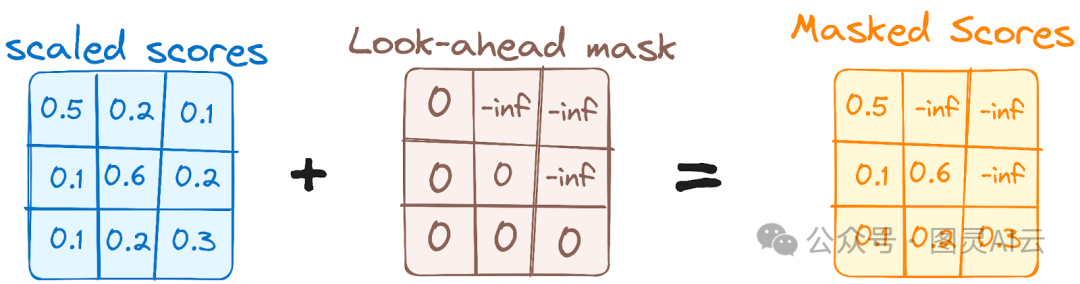 scaled scores
0.5 0.2 0.1
0.1 0.6 0.2
0.1 0.2 0.3
+
Look-ahead mask
0 -inf -inf
0 0 -inf
0 0 0
=
Masked Scores
0.5 -inf -inf
0.1 0.6 -inf
0.1 0.2 0.3
公众号 · 图灵AI云